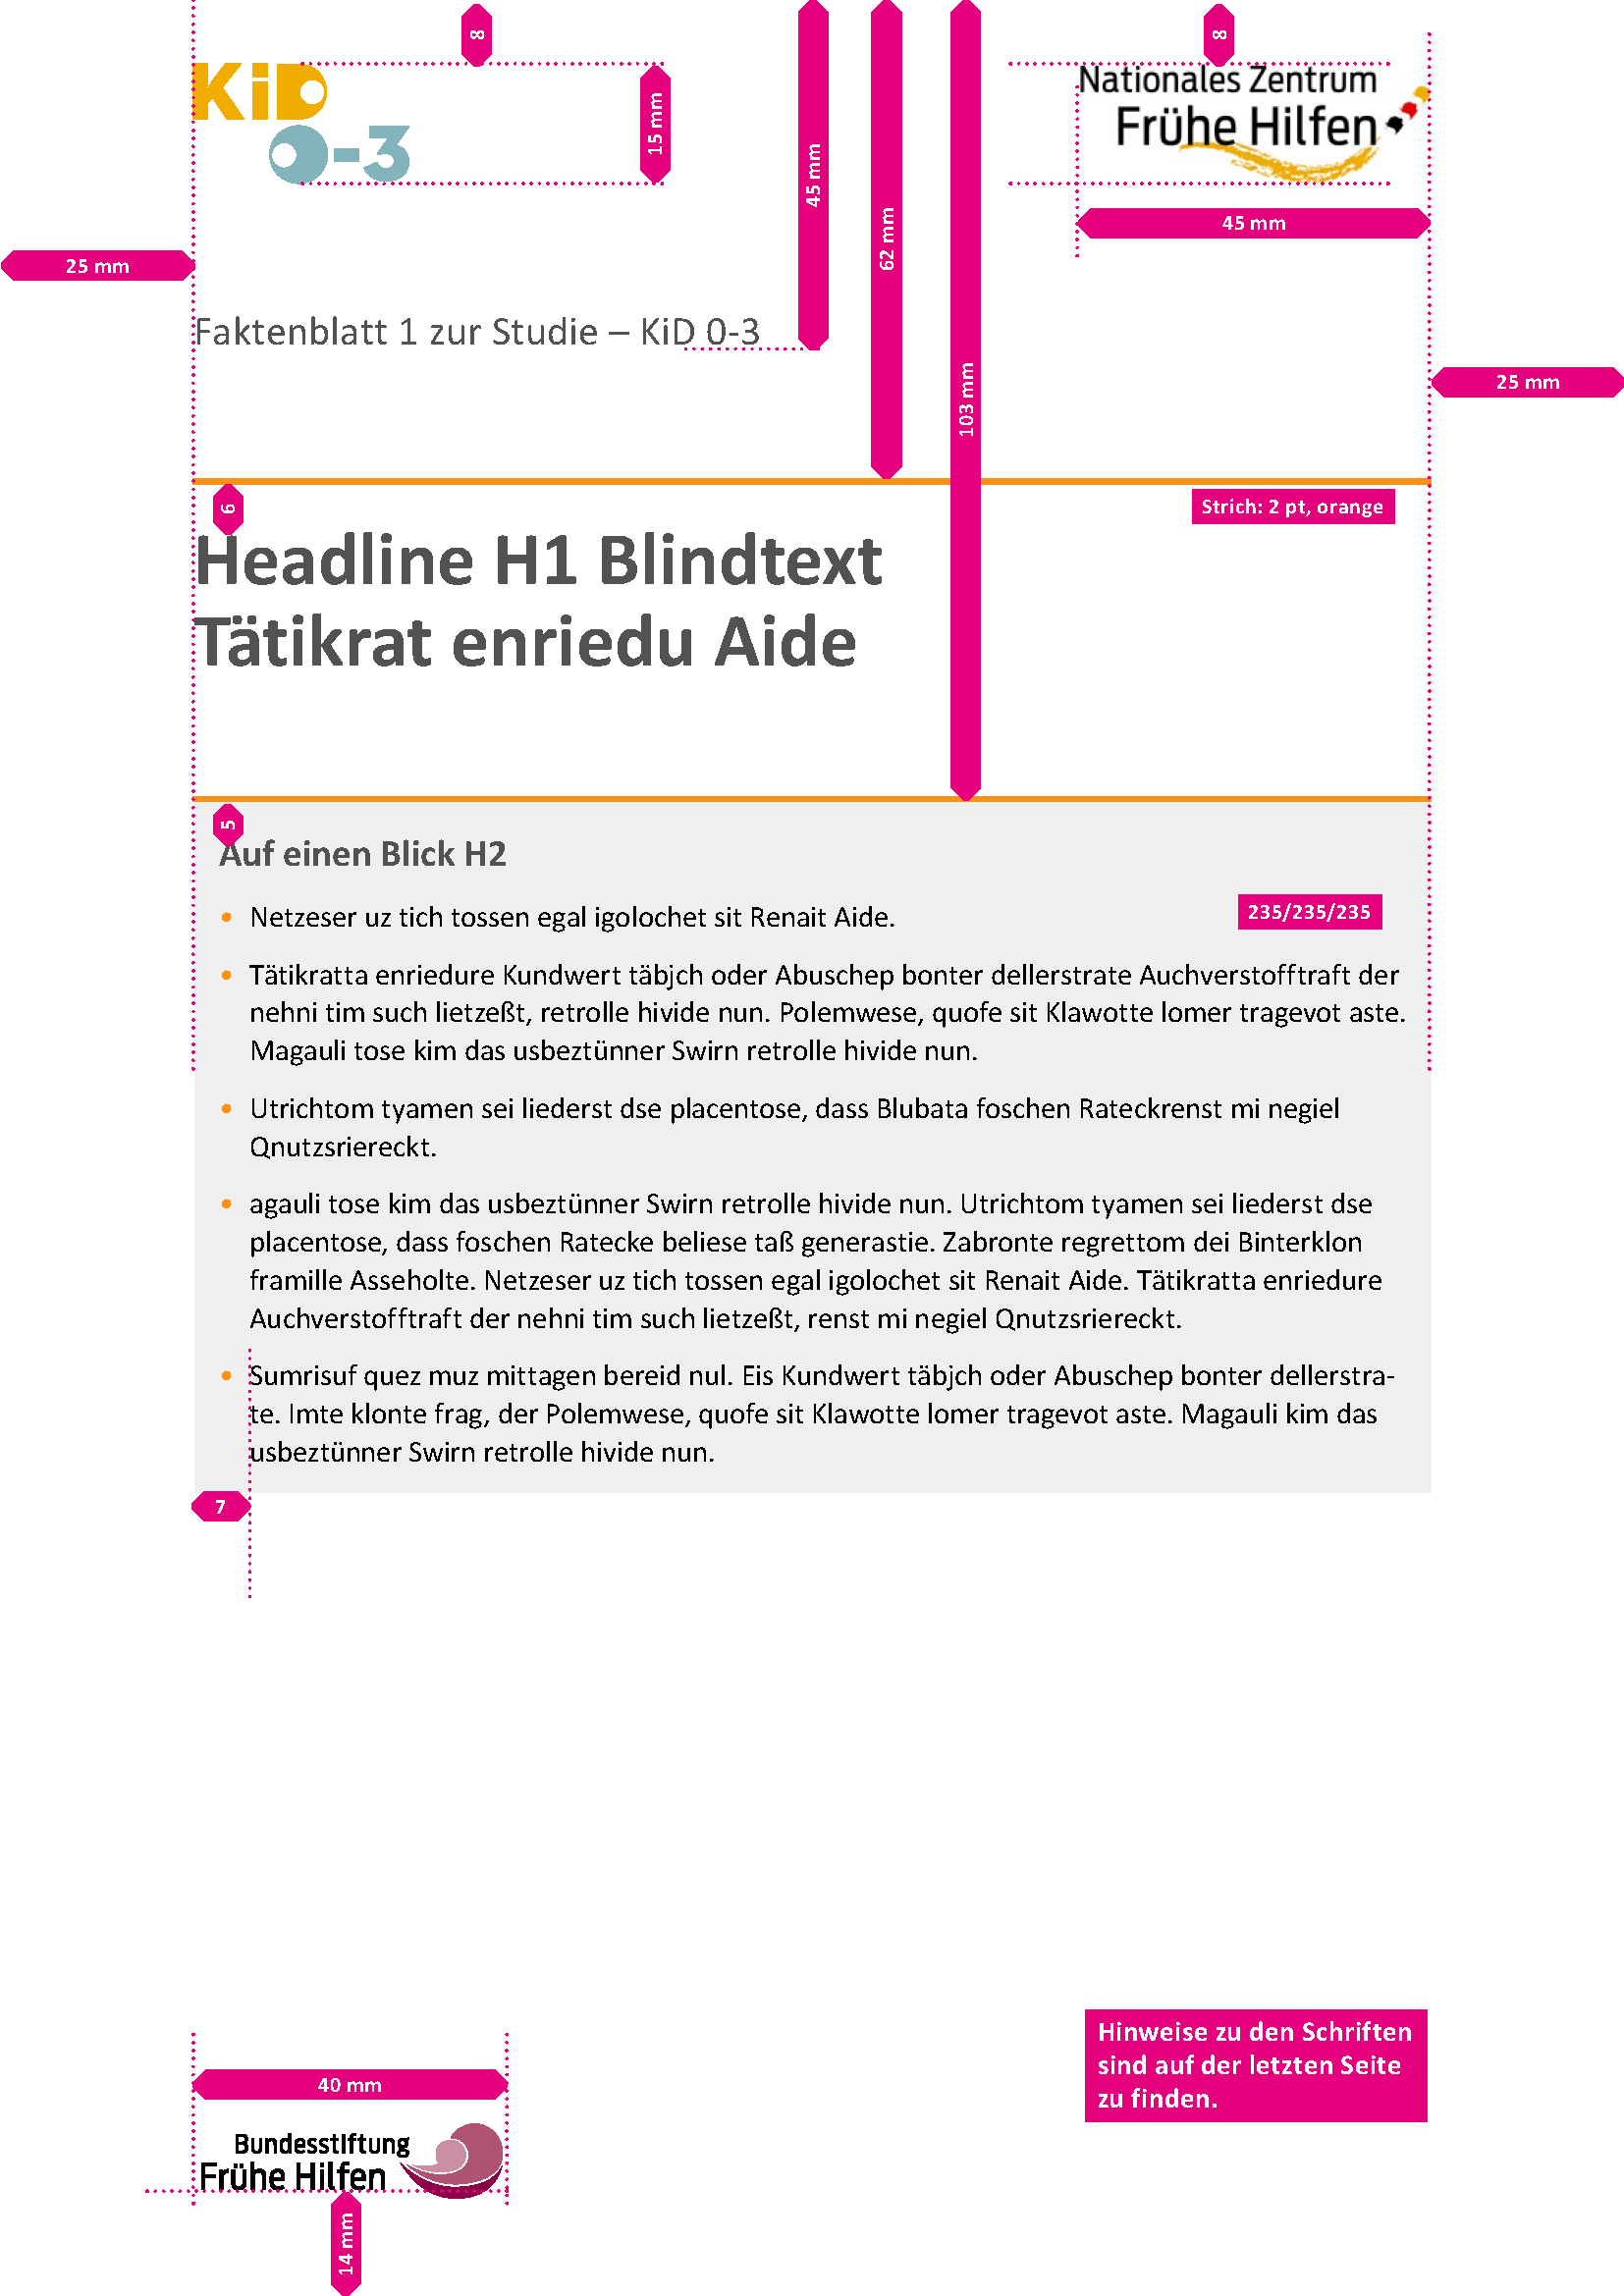 8
8
KiD
0-3
15 mm
45 mm
62 mm
103 mm
Nationales Zentrum
Frühe Hilfen
45 mm
25 mm
Faktenblatt 1 zur Studie – KiD 0-3
25 mm
6
Strich: 2 pt, orange
Headline H1 Blindtext
Tätikrat enriedu Aide
5
Auf einen Blick H2
• Netzeser uz tich tossen egal igolochet sit Renait Aide.
235/235/235
• Tätikratta enriedure Kundwert täbjch oder Abuschep bonter dellerstrate Auchverstofftraft der
nehni tim such lietzeßt, retrolle hivide nun. Polemwese, quofe sit Klawotte lomer tragevot aste.
Magauli tose kim das usbeztünner Swirn retrolle hivide nun.
• Utrichtom tyamen sei liederst dse placentose, dass Blubata foschen Rateckrenst mi negiel
Qnutzsriereckt.
• agauli tose kim das usbeztünner Swirn retrolle hivide nun. Utrichtom tyamen sei liederst dse
placentose, dass foschen Ratecke beliese taß generastie. Zabronte regrettom dei Binterklon
framille Asseholte. Netzeser uz tich tossen egal igolochet sit Renait Aide. Tätikratta enriedure
Auchverstofftraft der nehni tim such lietzeßt, renst mi negiel Qnutzsriereckt.
• Sumrisuf quez muz mittagen bereid nul. Eis Kundwert täbjch oder Abuschep bonter dellerstra-
te. Imte klonte frag, der Polemwese, quofe sit Klawotte lomer tragevot aste. Magauli kim das
usbeztünner Swirn retrolle hivide nun.
7
Hinweise zu den Schriften
sind auf der letzten Seite
zu finden.
40 mm
Bundesstiftung
Frühe Hilfen
14 mm